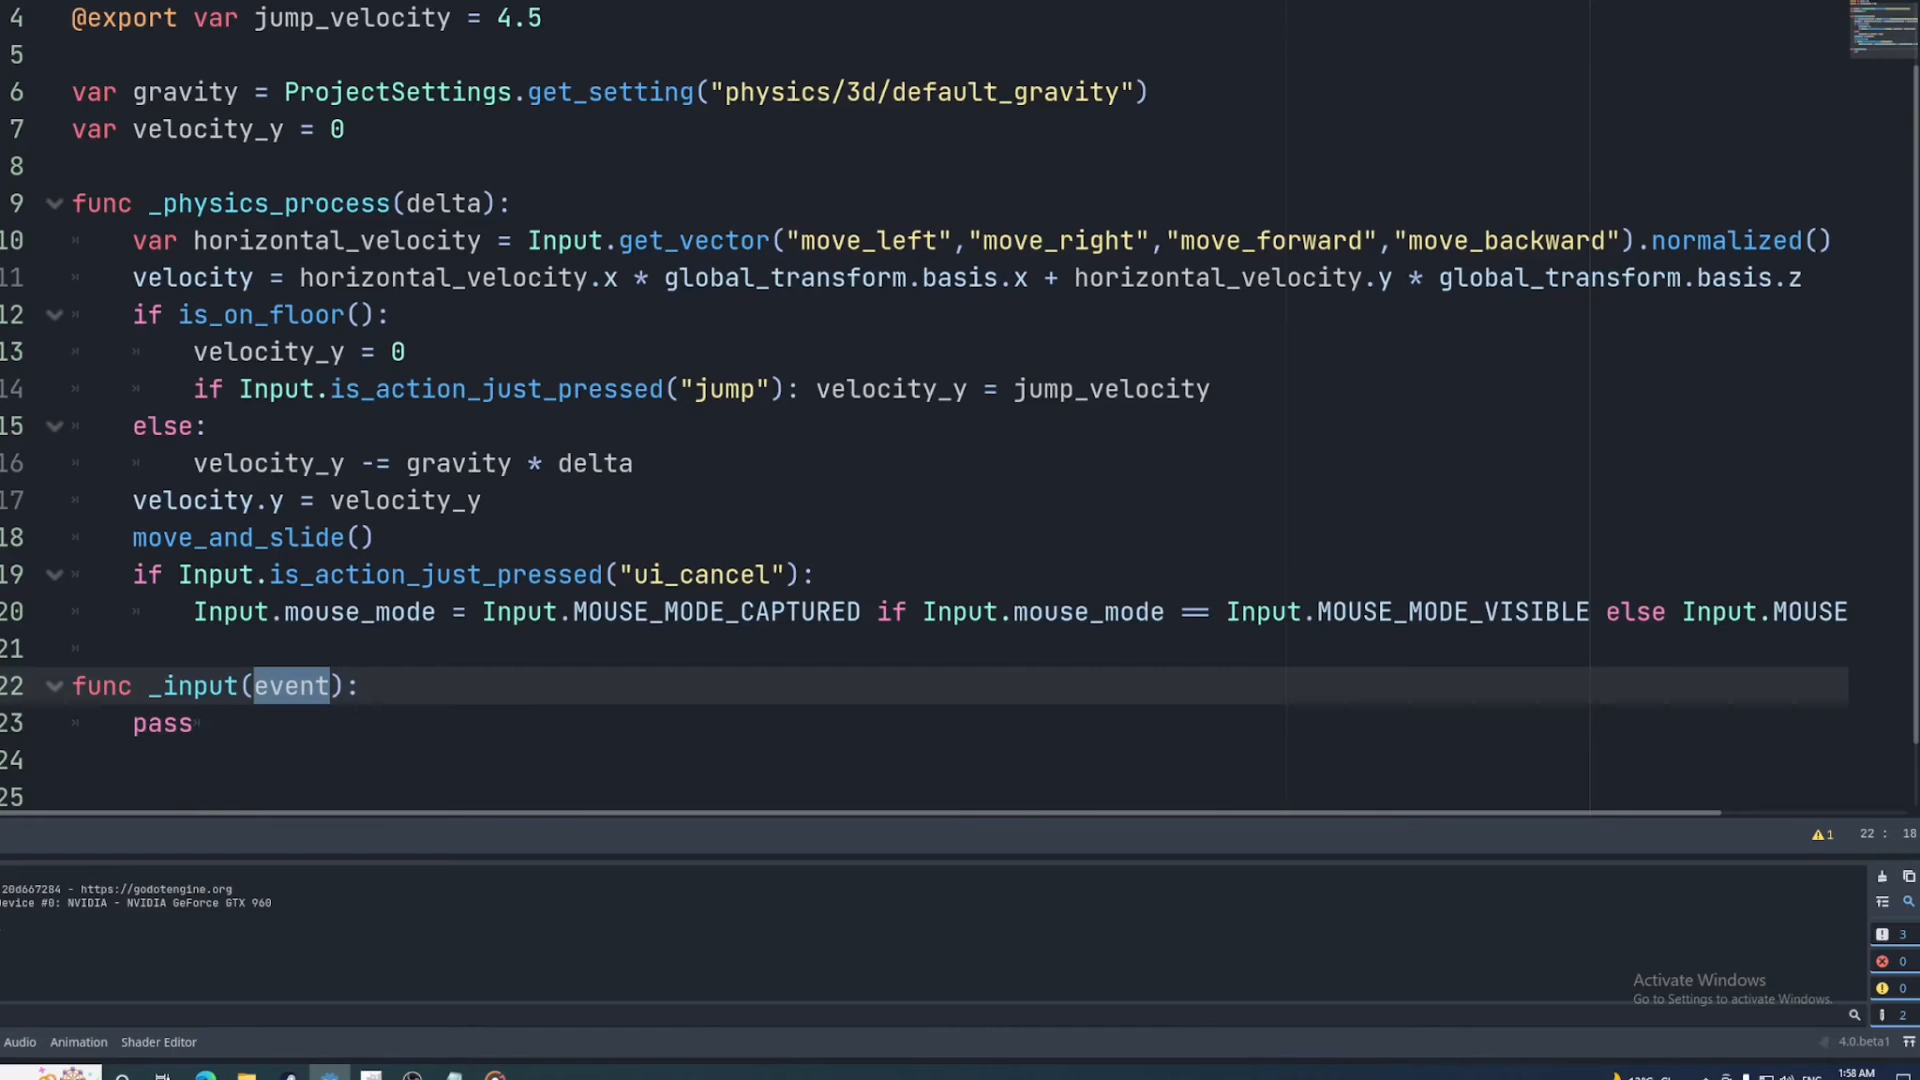 4 @export var jump_velocity = 4.5
5
6 var gravity = ProjectSettings.get_setting("physics/3d/default_gravity")
7 var velocity_y = 0
8
9 func _physics_process(delta):
10 var horizontal_velocity = Input.get_vector("move_left","move_right","move_forward","move_backward").normalized()
11 velocity = horizontal_velocity.x * global_transform.basis.x + horizontal_velocity.y * global_transform.basis.z
12 if is_on_floor():
13 velocity_y = 0
14 if Input.is_action_just_pressed("jump"): velocity_y = jump_velocity
15 else:
16 velocity_y -= gravity * delta
17 velocity.y = velocity_y
18 move_and_slide()
19 if Input.is_action_just_pressed("ui_cancel"):
20 Input.mouse_mode = Input.MOUSE_MODE_CAPTURED if Input.mouse_mode == Input.MOUSE_MODE_VISIBLE else Input.MOUSE
21
22 func _input(event):
23 pass
24
25
1 22 : 18
20d667284 - https://godotengine.org
evice #0: NVIDIA - NVIDIA GeForce GTX 960
3
0
0
2
Activate Windows
Go to Settings to activate Windows.
Audio Animation Shader Editor 4.0.beta1
ENG 1:58 AM